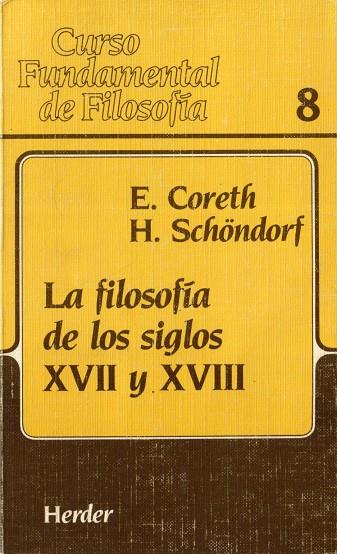 Curso
Fundamental
de Filosofía
8
E. Coreth
H. Schöndorf
La filosofía
de los siglos
XVII y XVIII
Herder